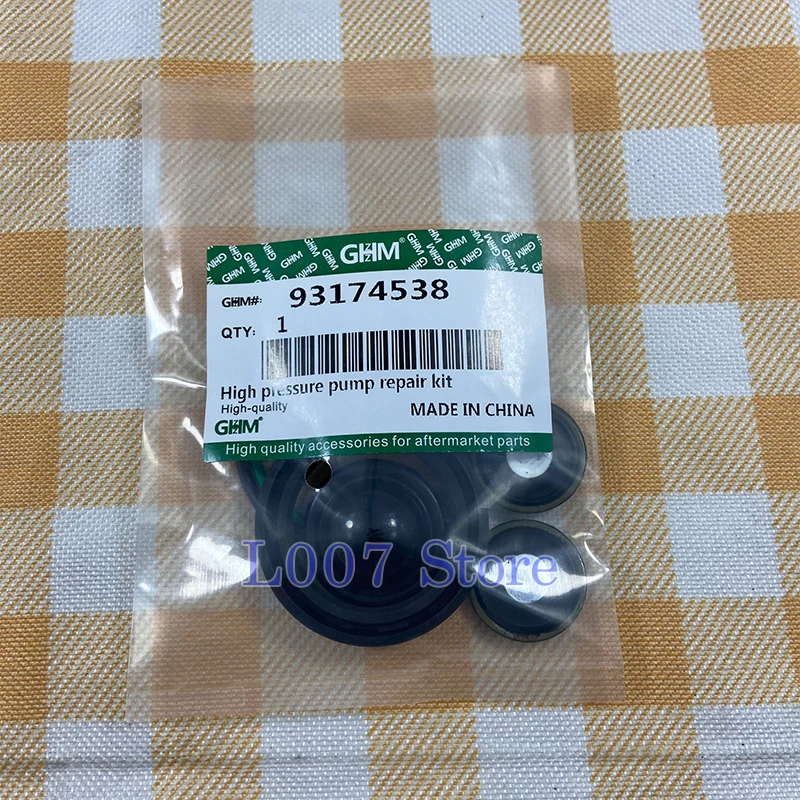 GHM®
GHM#: 93174538
QTY: 1
High pressure pump repair kit
High-quality
MADE IN CHINA
GHM®
High quality accessories for aftermarket parts
L007 Store